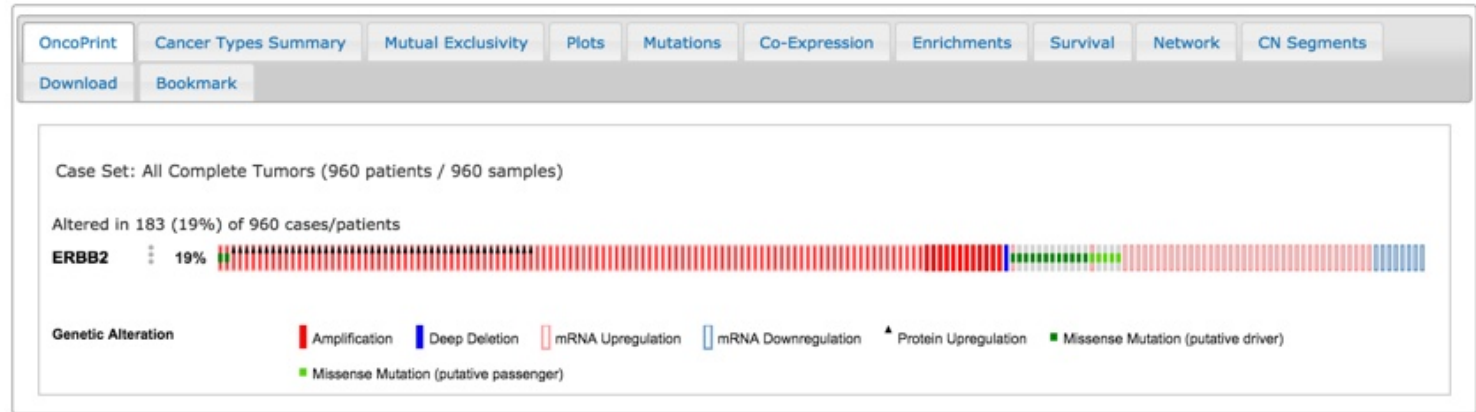 OncoPrint Cancer Types Summary Mutual Exclusivity Plots Mutations Co-Expression Enrichments Survival Network CN Segments
Download Bookmark
Case Set: All Complete Tumors (960 patients / 960 samples)
Altered in 183 (19%) of 960 cases/patients
ERBB2 19%
Genetic Alteration Amplification Deep Deletion mRNA Upregulation mRNA Downregulation Protein Upregulation Missense Mutation (putative driver)
Missense Mutation (putative passenger)